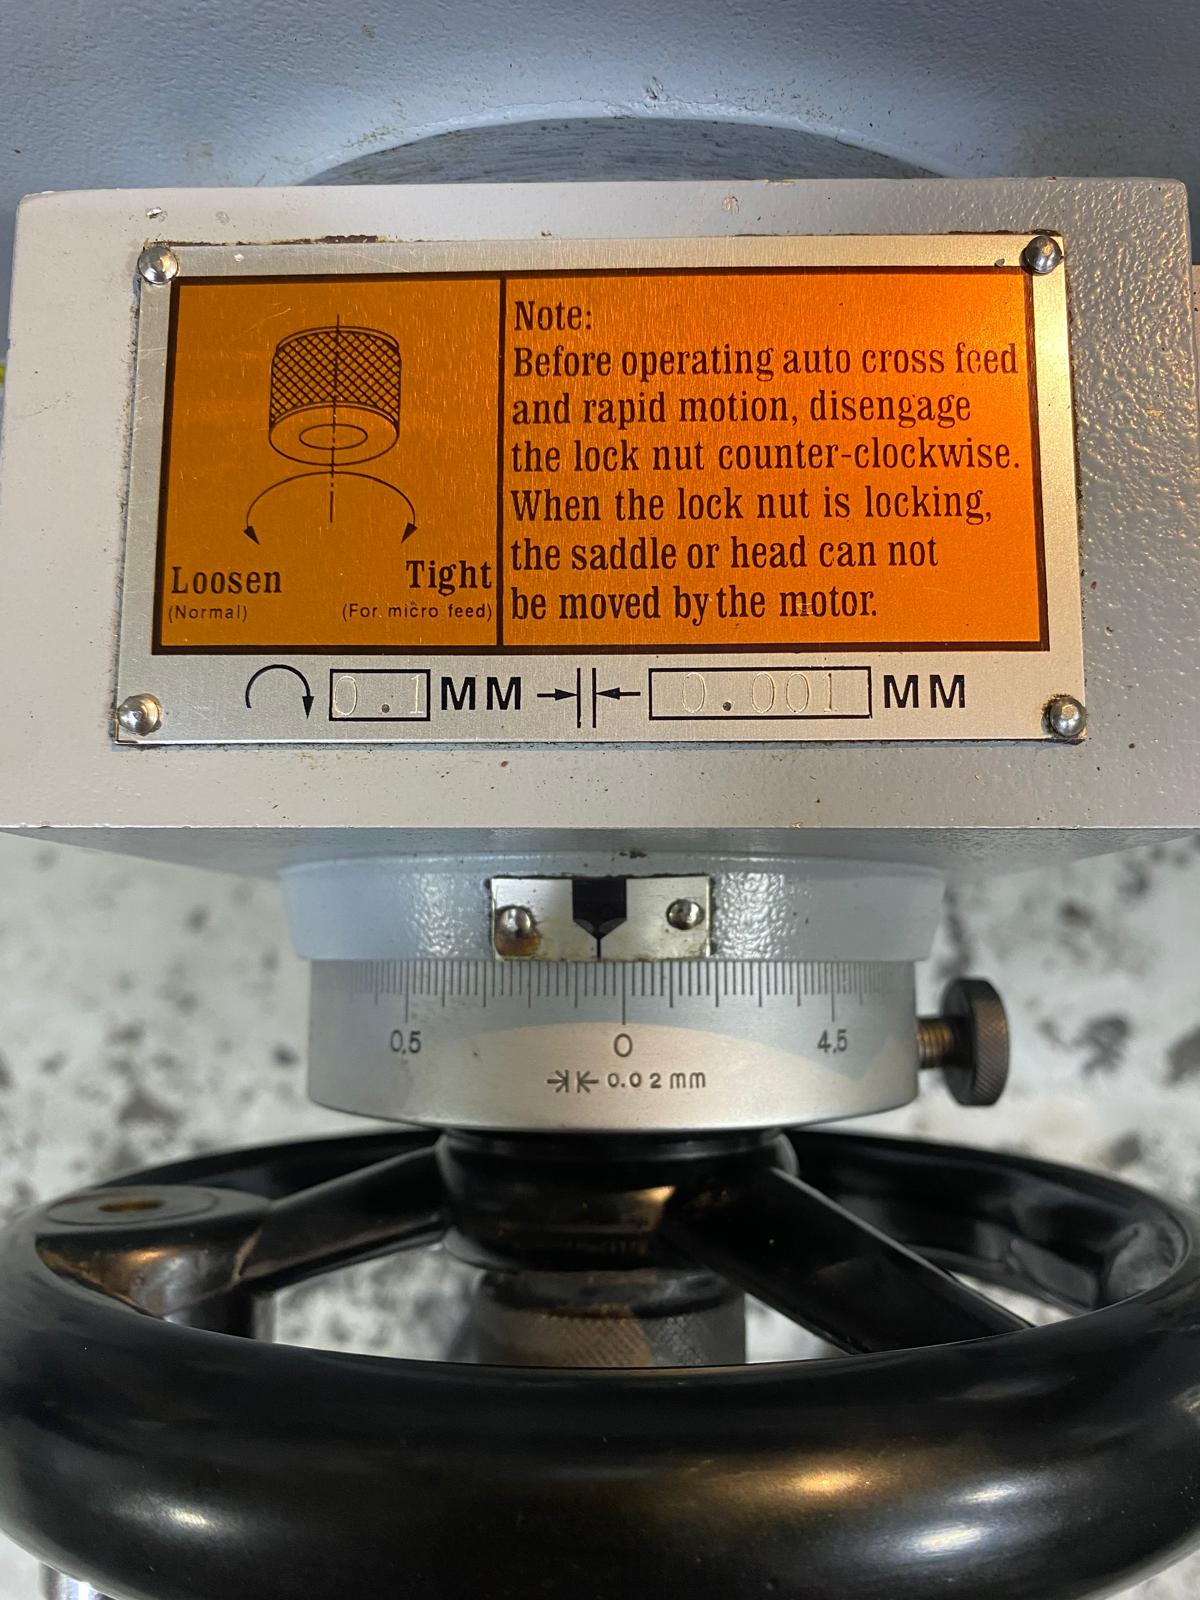 Note:
Before operating auto cross feed
and rapid motion, disengage
the lock nut counter-clockwise.
When the lock nut is locking,
the saddle or head can not
be moved by the motor.
Loosen Tight
(Normal) (For micro feed)
0.1 MM 0.001 MM
0.5 0 4.5
0.02mm